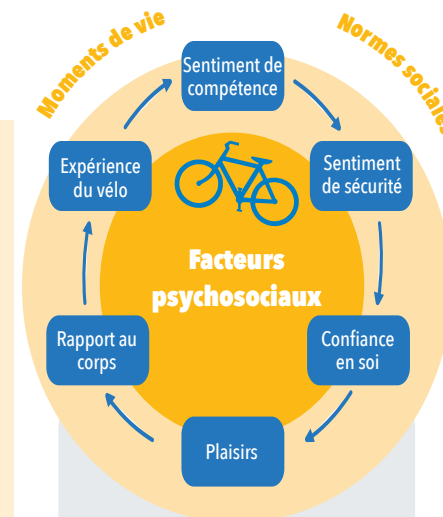 Moments de vie
Normes sociales
Sentiment de
compétence
Expérience
du vélo
Sentiment
de sécurité
Facteurs
psychosociaux
Rapport au
corps
Confiance
en soi
Plaisirs